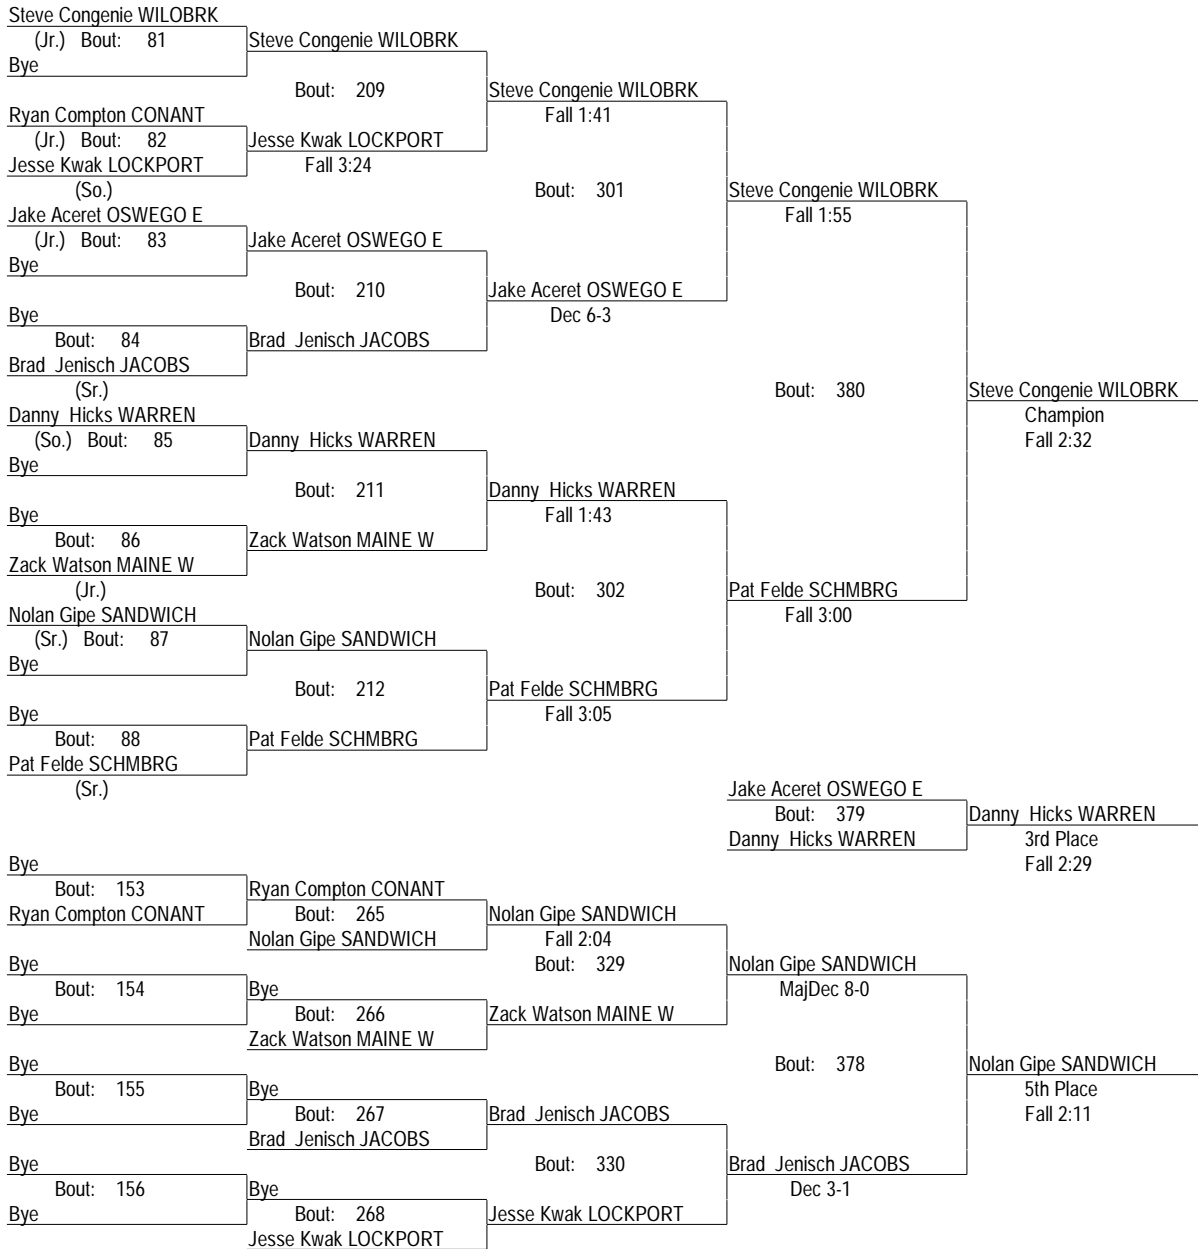 Steve Congenie WILOBRK
(Jr.) Bout: 81 Steve Congenie WILOBRK
Bye
Bout: 209 Steve Congenie WILOBRK
Ryan Compton CONANT Fall 1:41
(Jr.) Bout: 82 Jesse Kwak LOCKPORT
Jesse Kwak LOCKPORT Fall 3:24
(So.) Bout: 301 Steve Congenie WILOBRK
Jake Aceret OSWEGO E Fall 1:55
(Jr.) Bout: 83 Jake Aceret OSWEGO E
Bye
Bout: 210 Jake Aceret OSWEGO E
Bye Dec 6-3
Bout: 84 Brad Jenisch JACOBS
Brad Jenisch JACOBS
(Sr.) Bout: 380 Steve Congenie WILOBRK
Danny Hicks WARREN Champion
(So.) Bout: 85 Danny Hicks WARREN Fall 2:32
Bye
Bout: 211 Danny Hicks WARREN
Bye Fall 1:43
Bout: 86 Zack Watson MAINE W
Zack Watson MAINE W
(Jr.) Bout: 302 Pat Felde SCHMBRG
Nolan Gipe SANDWICH Fall 3:00
(Sr.) Bout: 87 Nolan Gipe SANDWICH
Bye
Bout: 212 Pat Felde SCHMBRG
Bye Fall 3:05
Bout: 88 Pat Felde SCHMBRG
Pat Felde SCHMBRG
(Sr.) Jake Aceret OSWEGO E
Bout: 379 Danny Hicks WARREN
Danny Hicks WARREN 3rd Place
Bye Fall 2:29
Bout: 153 Ryan Compton CONANT
Ryan Compton CONANT Bout: 265 Nolan Gipe SANDWICH
Nolan Gipe SANDWICH Fall 2:04
Bye Bout: 329 Nolan Gipe SANDWICH
Bout: 154 Bye MajDec 8-0
Bye Bout: 266 Zack Watson MAINE W
Zack Watson MAINE W
Bye Bout: 378 Nolan Gipe SANDWICH
Bout: 155 Bye 5th Place
Bye Bout: 267 Brad Jenisch JACOBS Fall 2:11
Brad Jenisch JACOBS
Bye Bout: 330 Brad Jenisch JACOBS
Bout: 156 Bye Dec 3-1
Bye Bout: 268 Jesse Kwak LOCKPORT
Jesse Kwak LOCKPORT